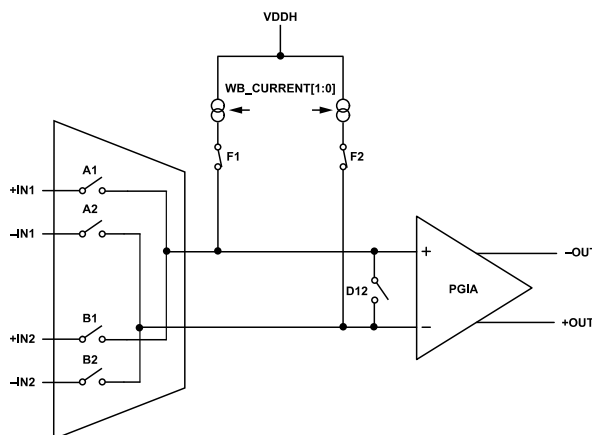 VDDH
WB_CURRENT[1:0]
F1
F2
A1
+IN1
A2
–IN1
+
–OUT
D12
PGIA
B1
+IN2
–
+OUT
B2
–IN2